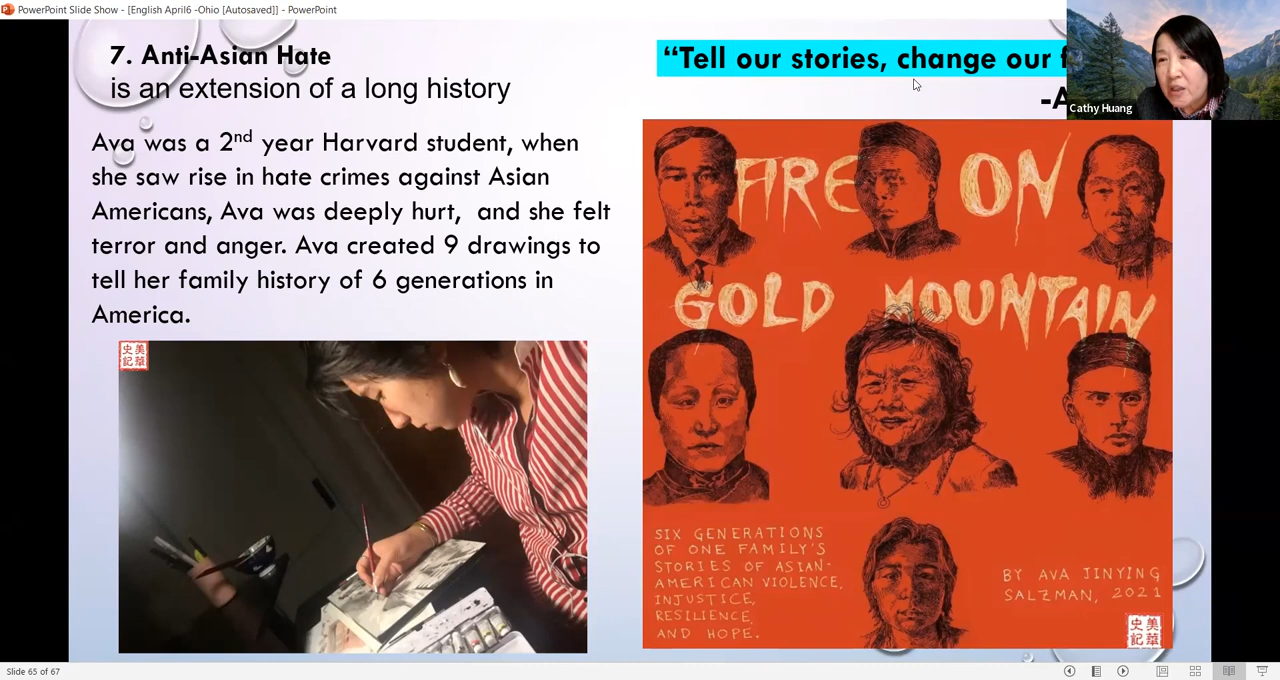 PowerPoint Slide Show - [English April6 -Ohio [Autosaved]] - PowerPoint
7. Anti-Asian Hate
is an extension of a long history
Ava was a 2nd year Harvard student, when
she saw rise in hate crimes against Asian
Americans, Ava was deeply hurt, and she felt
terror and anger. Ava created 9 drawings to
tell her family history of 6 generations in
America.
史美
記華
“Tell our stories, change our
Cathy Huang
FIRE ON
GOLD MOUNTAIN
SIX GENERATIONS
OF ONE FAMILY'S
STORIES OF ASIAN-
AMERICAN VIOLENCE,
INJUSTICE,
RESILIENCE,
AND HOPE.
BY AVA JINYING
SALZMAN, 2021
史美
記華
Slide 65 of 67